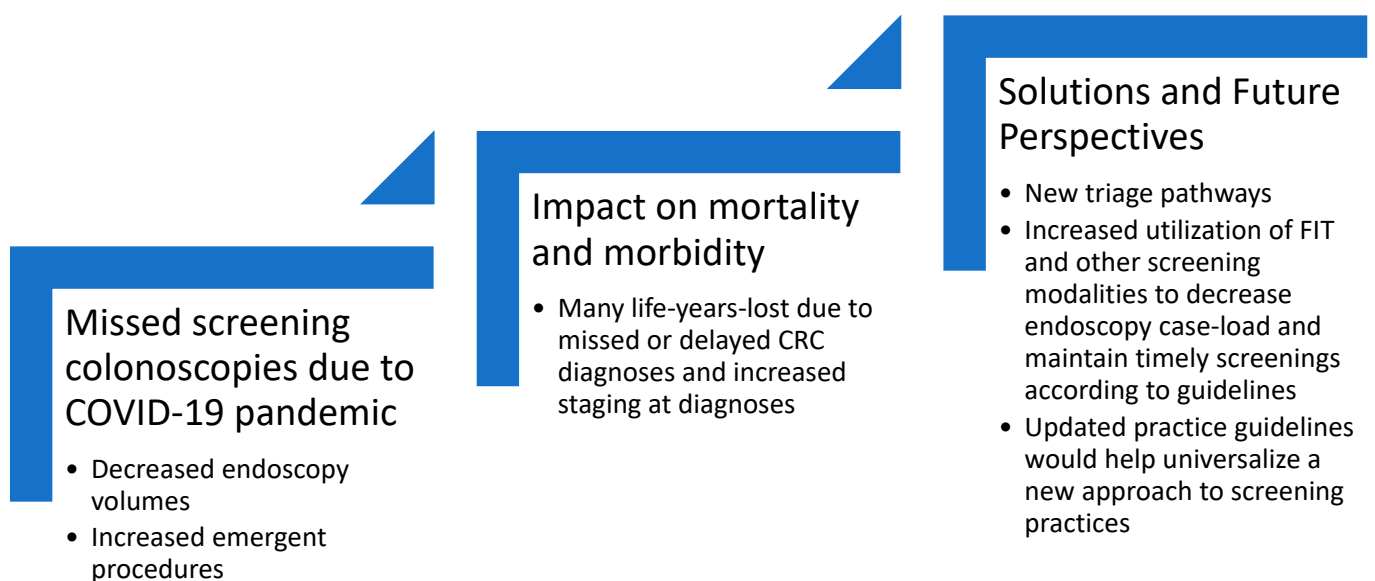 Missed screening
colonoscopies due to
COVID-19 pandemic
• Decreased endoscopy
volumes
• Increased emergent
procedures
Impact on mortality
and morbidity
• Many life-years-lost due to
missed or delayed CRC
diagnoses and increased
staging at diagnoses
Solutions and Future
Perspectives
• New triage pathways
• Increased utilization of FIT
and other screening
modalities to decrease
endoscopy case-load and
maintain timely screenings
according to guidelines
• Updated practice guidelines
would help universalize a
new approach to screening
practices